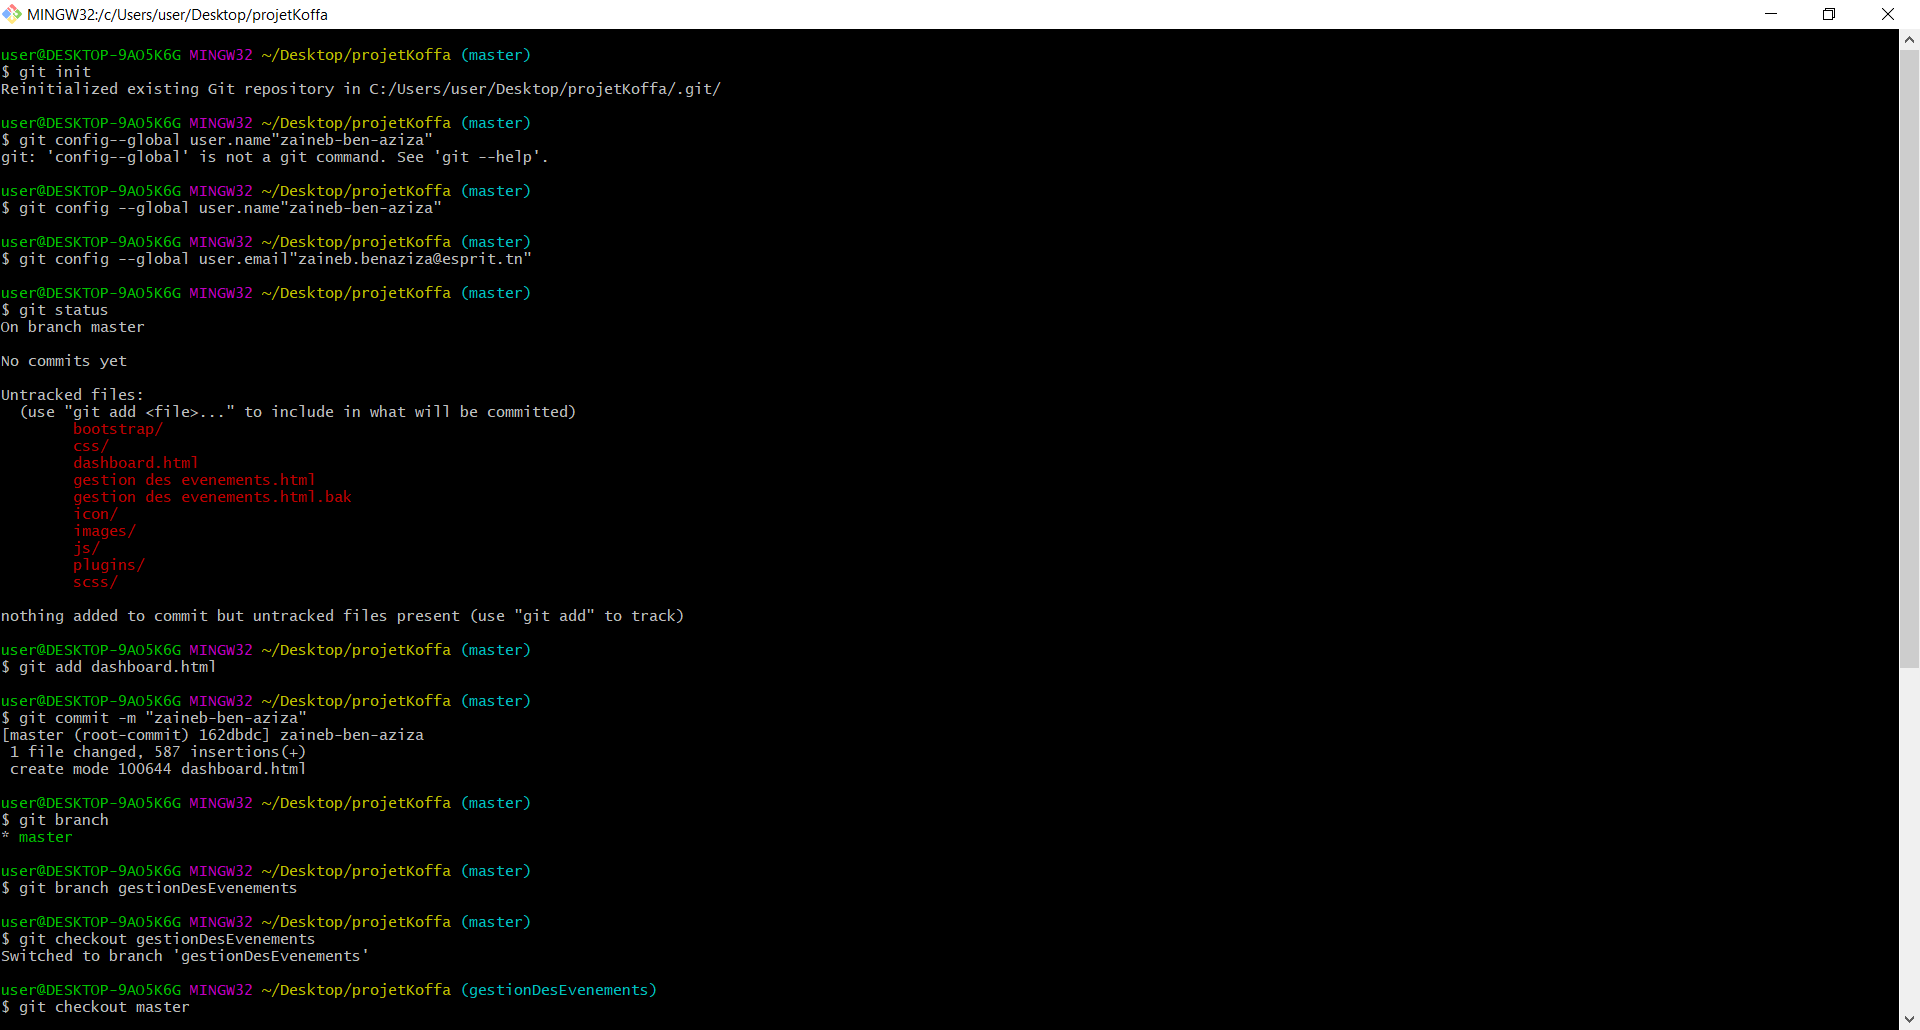 MINGW32:/c/Users/user/Desktop/projetKoffa
user@DESKTOP-9AO5K6G MINGW32 ~/Desktop/projetKoffa (master)
$ git init
Reinitialized existing Git repository in C:/Users/user/Desktop/projetKoffa/.git/
user@DESKTOP-9AO5K6G MINGW32 ~/Desktop/projetKoffa (master)
$ git config--global user.name"zaineb-ben-aziza"
git: 'config--global' is not a git command. See 'git --help'.
user@DESKTOP-9AO5K6G MINGW32 ~/Desktop/projetKoffa (master)
$ git config --global user.name"zaineb-ben-aziza"
user@DESKTOP-9AO5K6G MINGW32 ~/Desktop/projetKoffa (master)
$ git config --global user.email"zaineb.benaziza@esprit.tn"
user@DESKTOP-9AO5K6G MINGW32 ~/Desktop/projetKoffa (master)
$ git status
On branch master
No commits yet
Untracked files:
  (use "git add <file>..." to include in what will be committed)
        bootstrap/
        css/
        dashboard.html
        gestion des evenements.html
        gestion des evenements.html.bak
        icon/
        images/
        js/
        plugins/
        scss/
nothing added to commit but untracked files present (use "git add" to track)
user@DESKTOP-9AO5K6G MINGW32 ~/Desktop/projetKoffa (master)
$ git add dashboard.html
user@DESKTOP-9AO5K6G MINGW32 ~/Desktop/projetKoffa (master)
$ git commit -m "zaineb-ben-aziza"
[master (root-commit) 162dbdc] zaineb-ben-aziza
 1 file changed, 587 insertions(+)
 create mode 100644 dashboard.html
user@DESKTOP-9AO5K6G MINGW32 ~/Desktop/projetKoffa (master)
$ git branch
* master
user@DESKTOP-9AO5K6G MINGW32 ~/Desktop/projetKoffa (master)
$ git branch gestionDesEvenements
user@DESKTOP-9AO5K6G MINGW32 ~/Desktop/projetKoffa (master)
$ git checkout gestionDesEvenements
Switched to branch 'gestionDesEvenements'
user@DESKTOP-9AO5K6G MINGW32 ~/Desktop/projetKoffa (gestionDesEvenements)
$ git checkout master